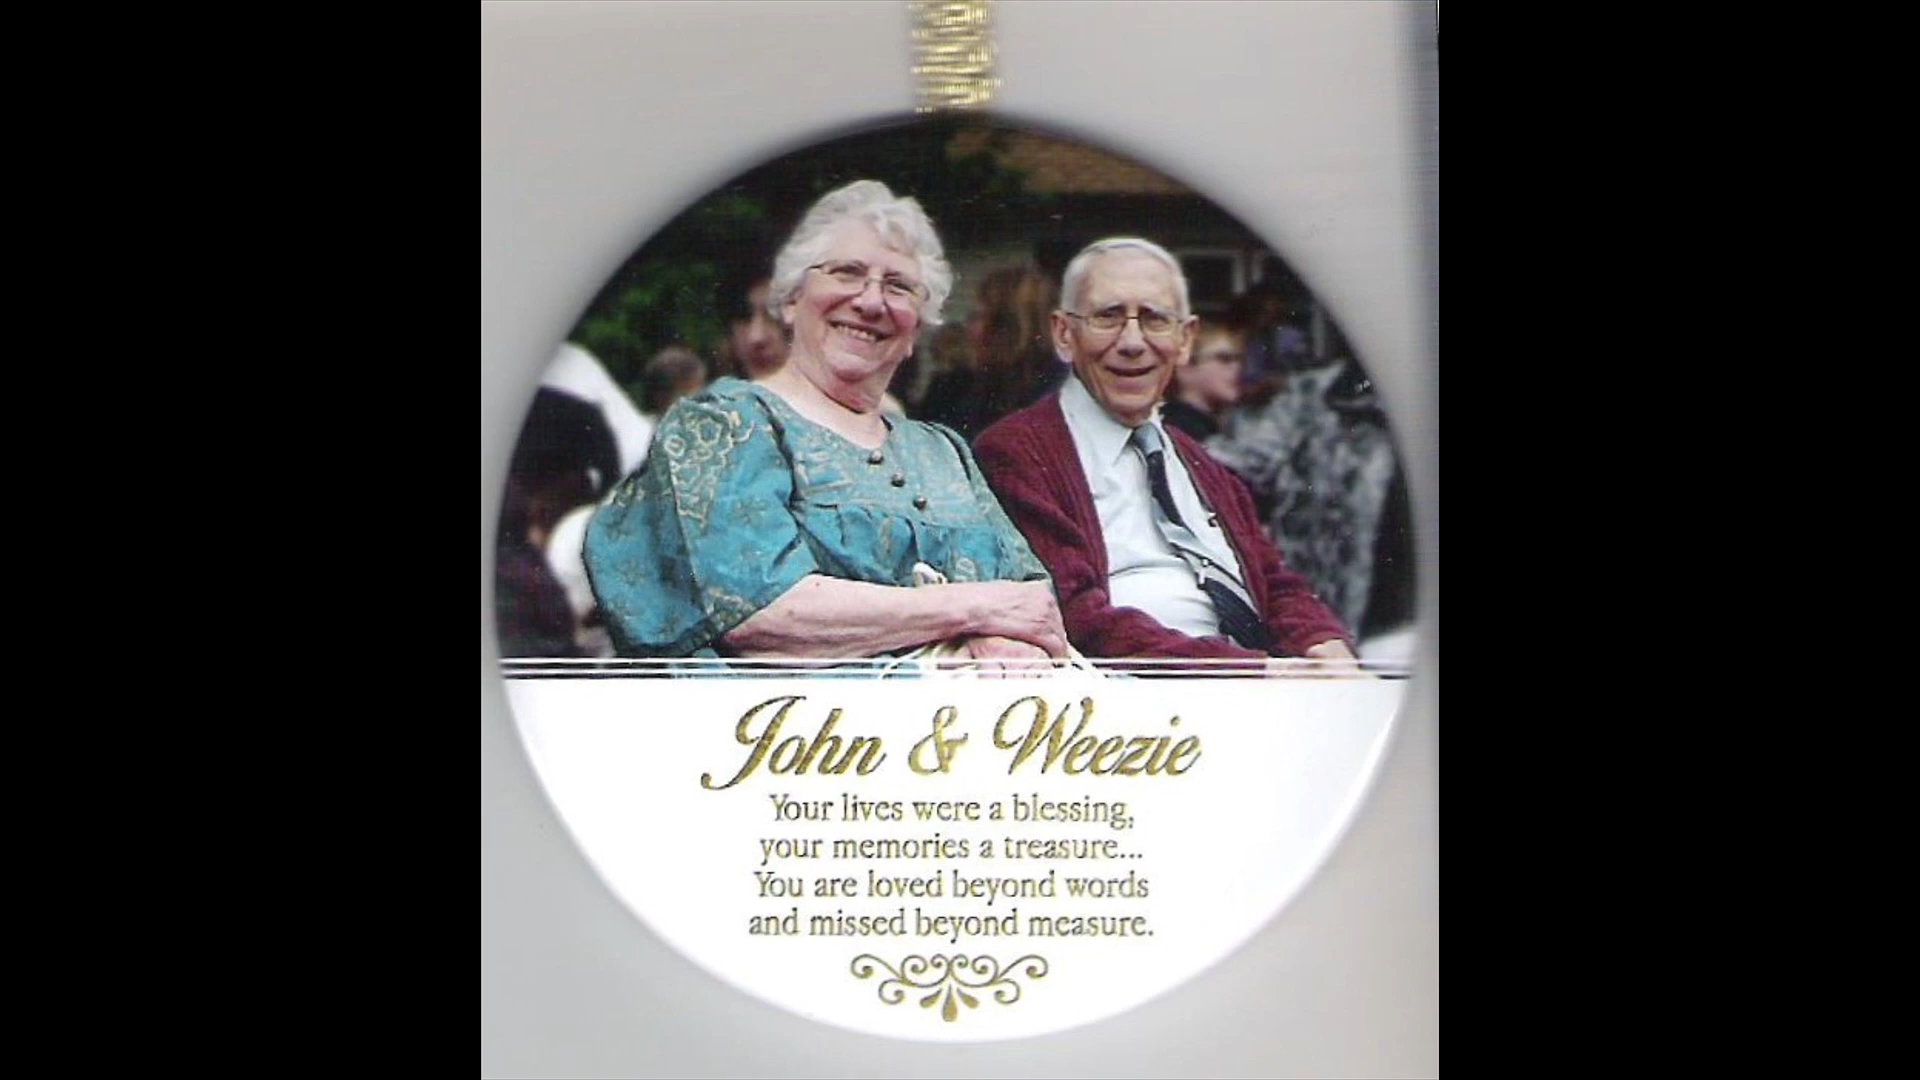 John & Weezie
Your lives were a blessing,
your memories a treasure...
You are loved beyond words
and missed beyond measure.